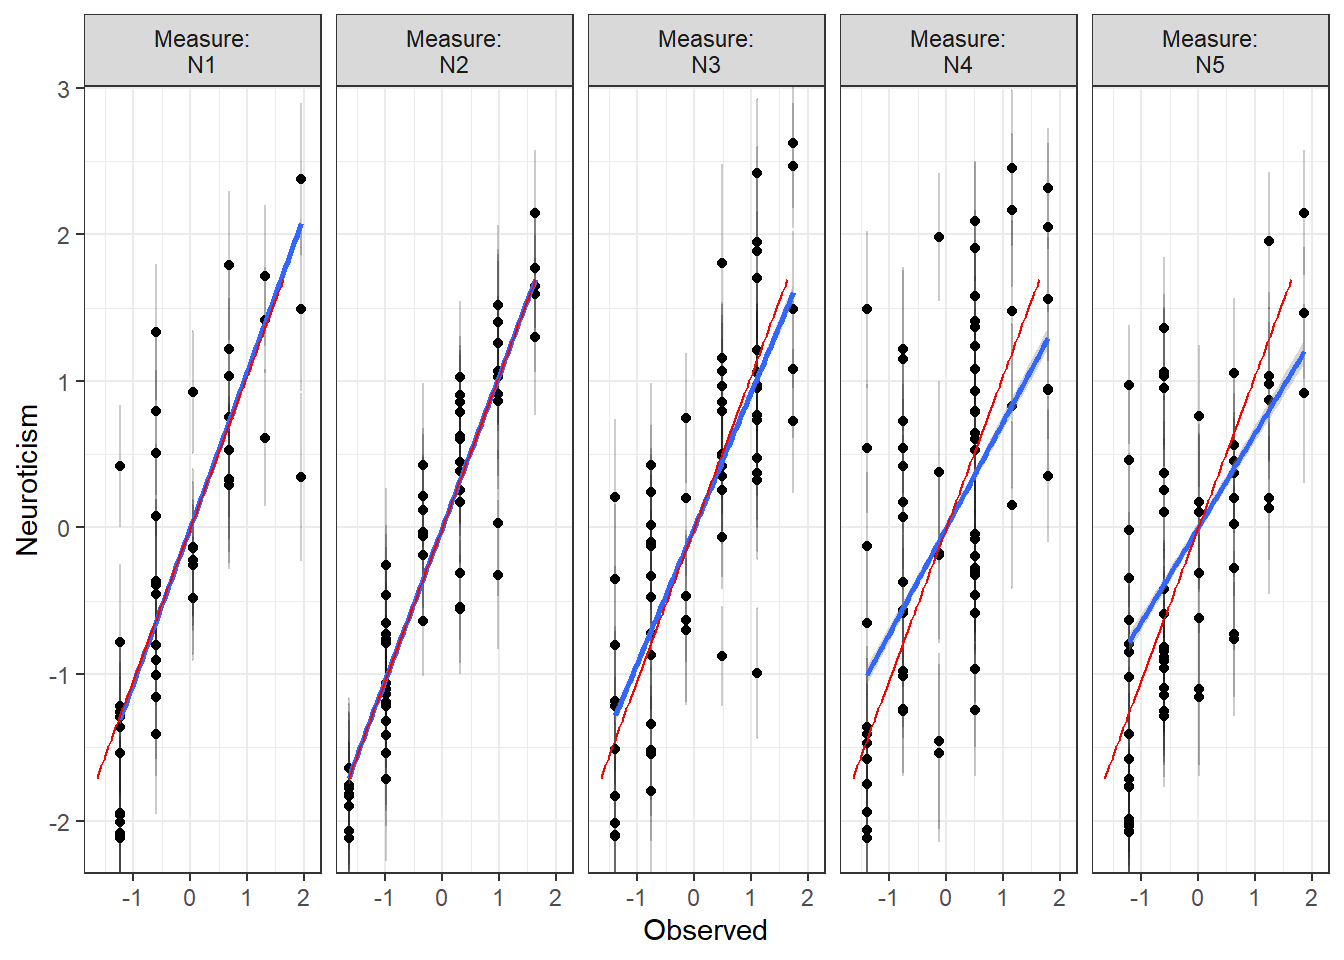 Measure:
N1
Measure:
N2
Measure:
N3
Measure:
N4
Measure:
N5
Neuroticism
3
2
1
0
-1
-2
-1 0 1 2
-1 0 1 2
-1 0 1 2
-1 0 1 2
-1 0 1 2
Observed